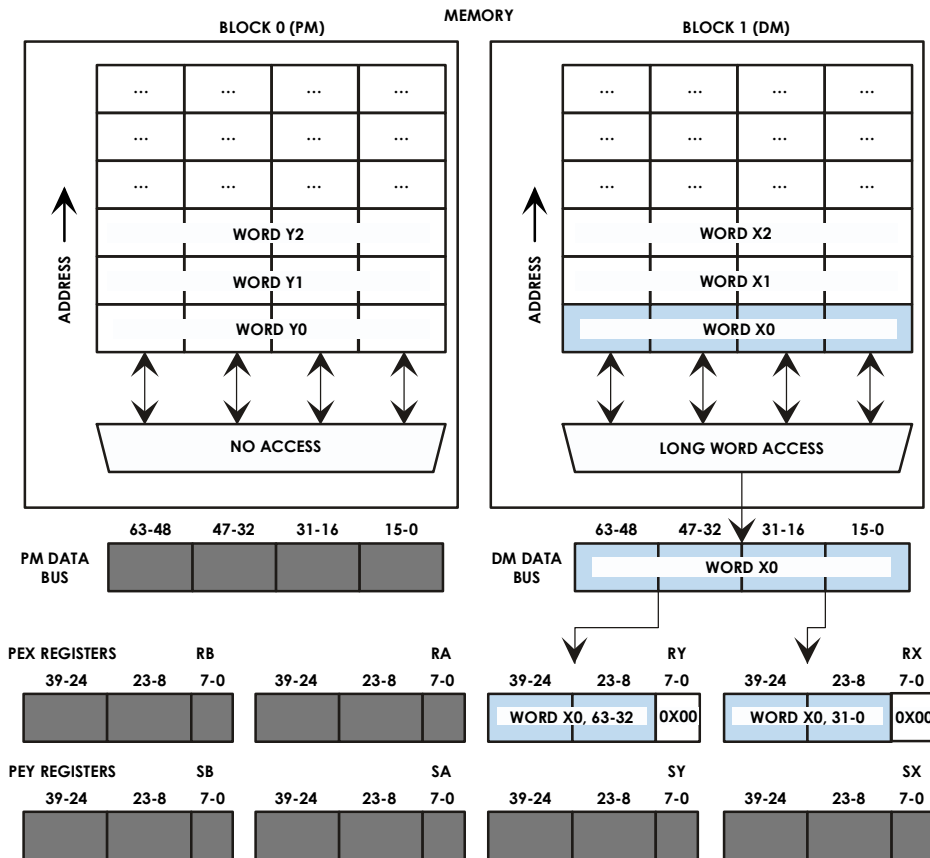 MEMORY
BLOCK 0 (PM) BLOCK 1 (DM)
... ... ... ... ... ... ... ...
... ... ... ... ... ... ... ...
... ... ... ... ... ... ... ...
WORD Y2 WORD X2
WORD Y1 WORD X1
WORD Y0 WORD X0
ADDRESS ADDRESS
NO ACCESS LONG WORD ACCESS
63-48 47-32 31-16 15-0 63-48 47-32 31-16 15-0
PM DATA BUS DM DATA BUS
WORD X0
PEX REGISTERS RB RA RY RX
39-24 23-8 7-0 39-24 23-8 7-0 39-24 23-8 7-0 39-24 23-8 7-0
WORD X0, 63-32 0X00 WORD X0, 31-0 0X00
PEY REGISTERS SB SA SY SX
39-24 23-8 7-0 39-24 23-8 7-0 39-24 23-8 7-0 39-24 23-8 7-0